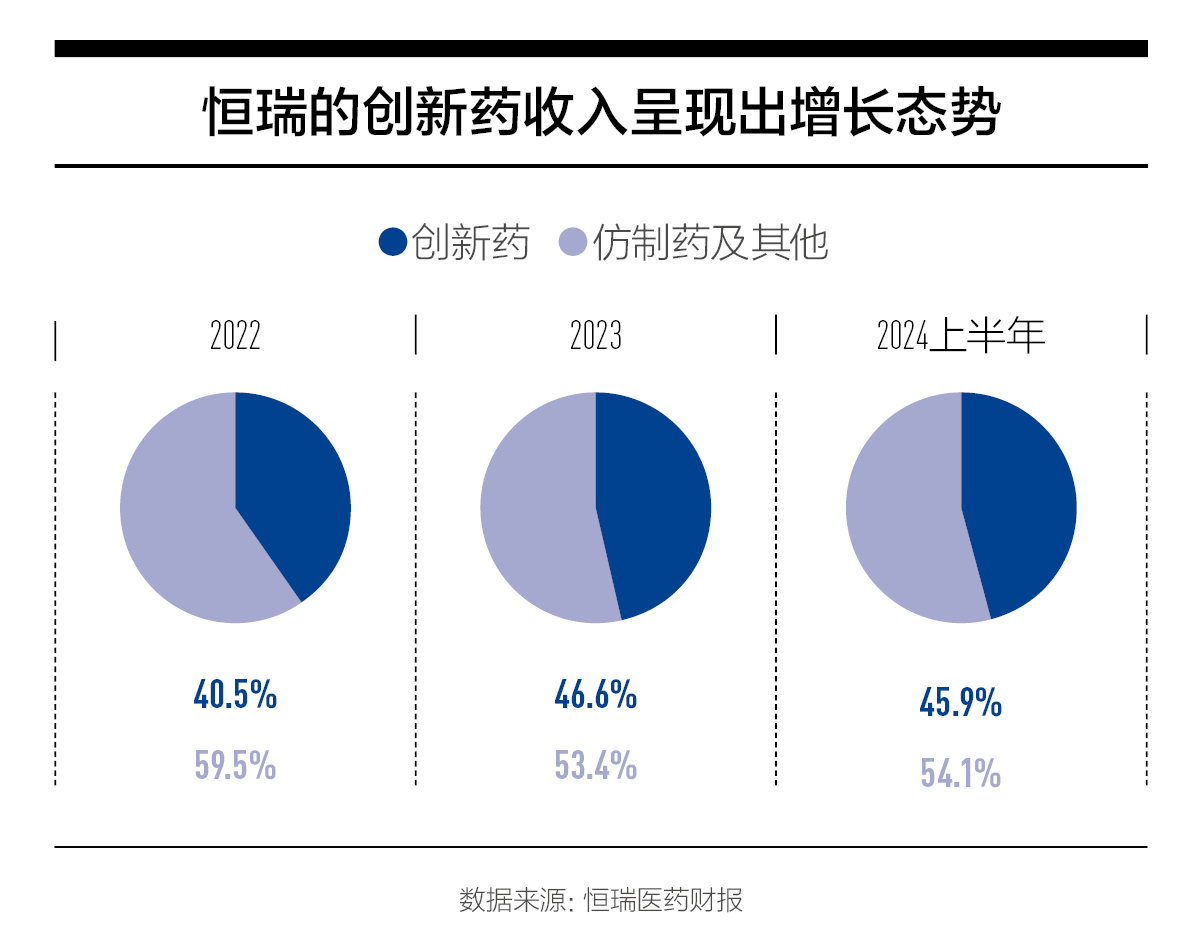 恒瑞的创新药收入呈现出增长态势
创新药 仿制药及其他
2022 2023 2024上半年
40.5% 46.6% 45.9%
59.5% 53.4% 54.1%
数据来源：恒瑞医药财报